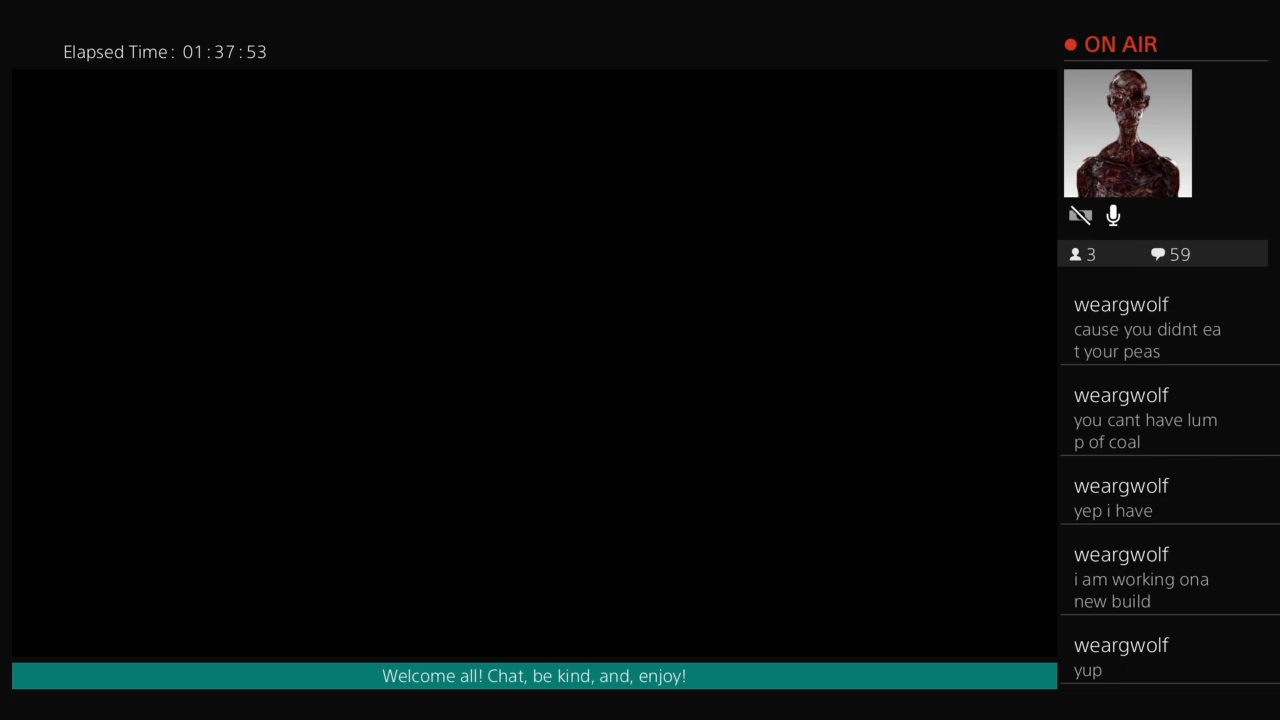 Elapsed Time: 01:37:53
ON AIR
3 59
weargwolf
cause you didnt ea
t your peas
weargwolf
you cant have lum
p of coal
weargwolf
yep i have
weargwolf
i am working ona
new build
weargwolf
yup
Welcome all! Chat, be kind, and, enjoy!